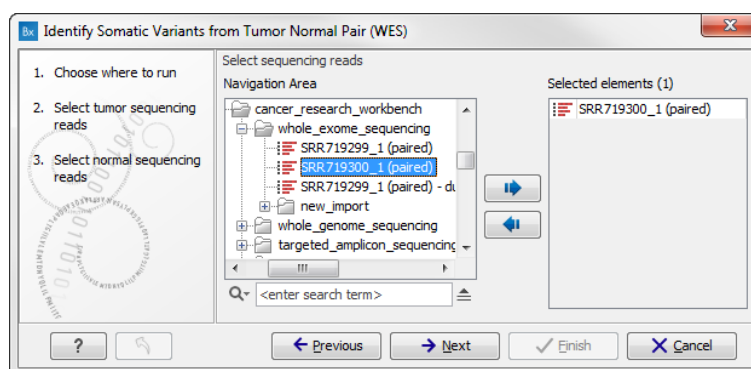 Bx Identify Somatic Variants from Tumor Normal Pair (WES) X
1. Choose where to run
2. Select tumor sequencing
reads
3. Select normal sequencing
reads
Select sequencing reads
Navigation Area
cancer_research_workbench
whole_exome_sequencing
SRR719299_1 (paired)
SRR719300_1 (paired)
SRR719299_1 (paired) - du
new_import
whole_genome_sequencing
targeted_amplicon_sequencing
<enter search term>
Selected elements (1)
SRR719300_1 (paired)
? Previous Next Finish Cancel